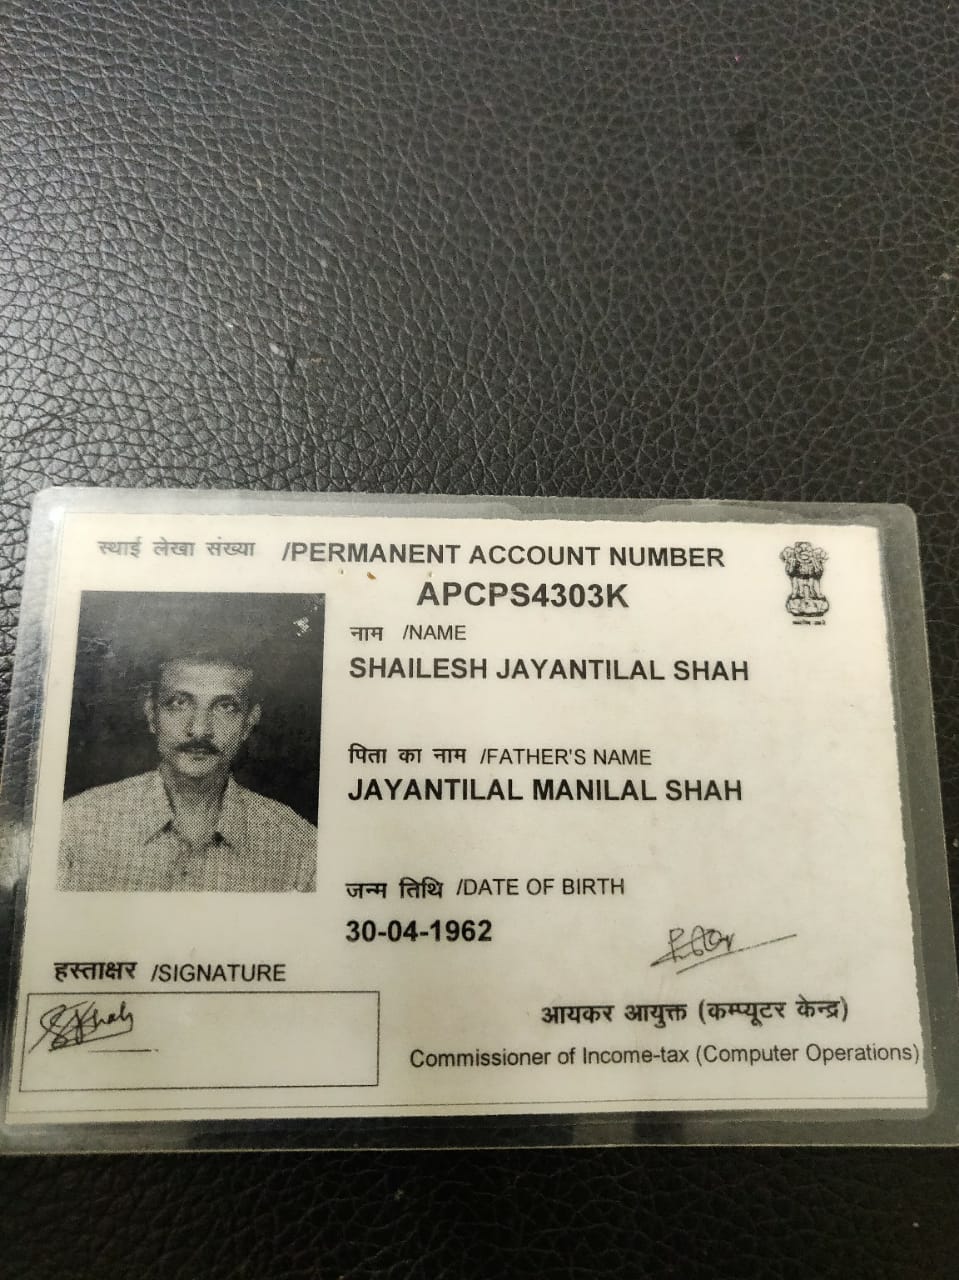 स्थाई लेखा संख्या /PERMANENT ACCOUNT NUMBER
APCPS4303K
नाम /NAME
SHAILESH JAYANTILAL SHAH
पिता का नाम /FATHER'S NAME
JAYANTILAL MANILAL SHAH
जन्म तिथि /DATE OF BIRTH
30-04-1962
हस्ताक्षर /SIGNATURE
आयकर आयुक्त (कम्प्यूटर केन्द्र)
Commissioner of Income-tax (Computer Operations)